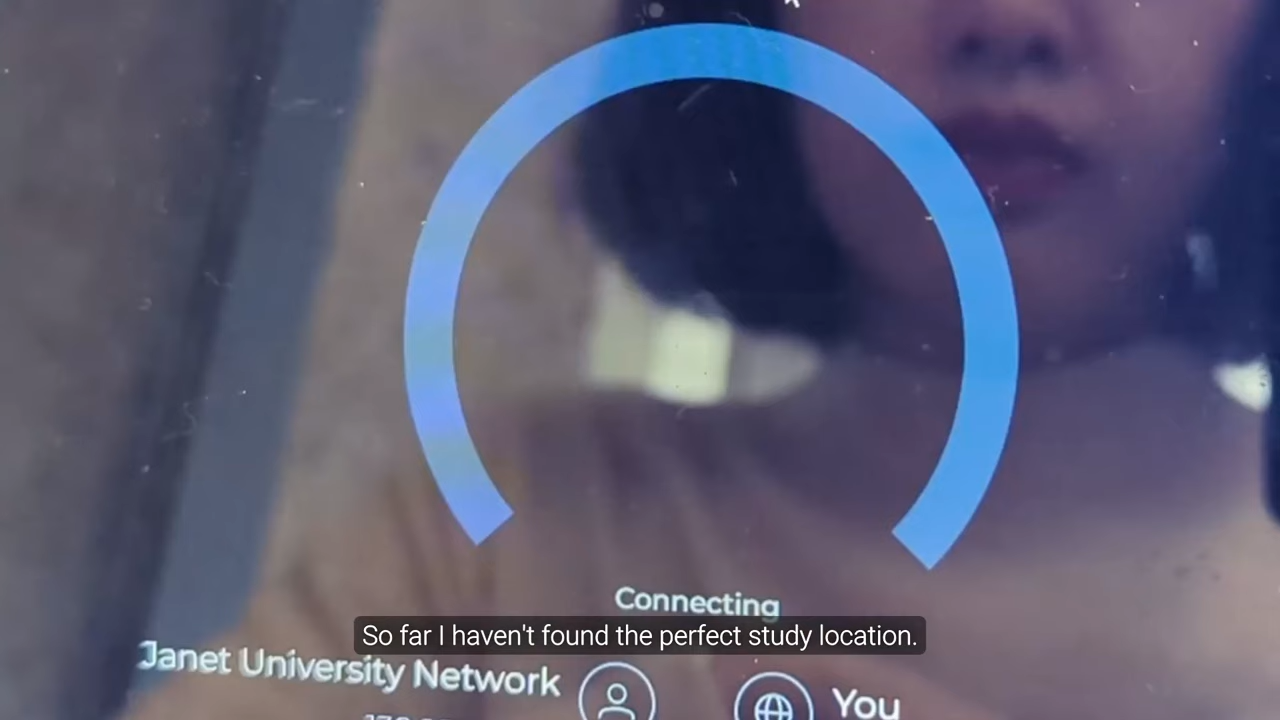 Connecting
So far I haven't found the perfect study location.
Janet University Network
You